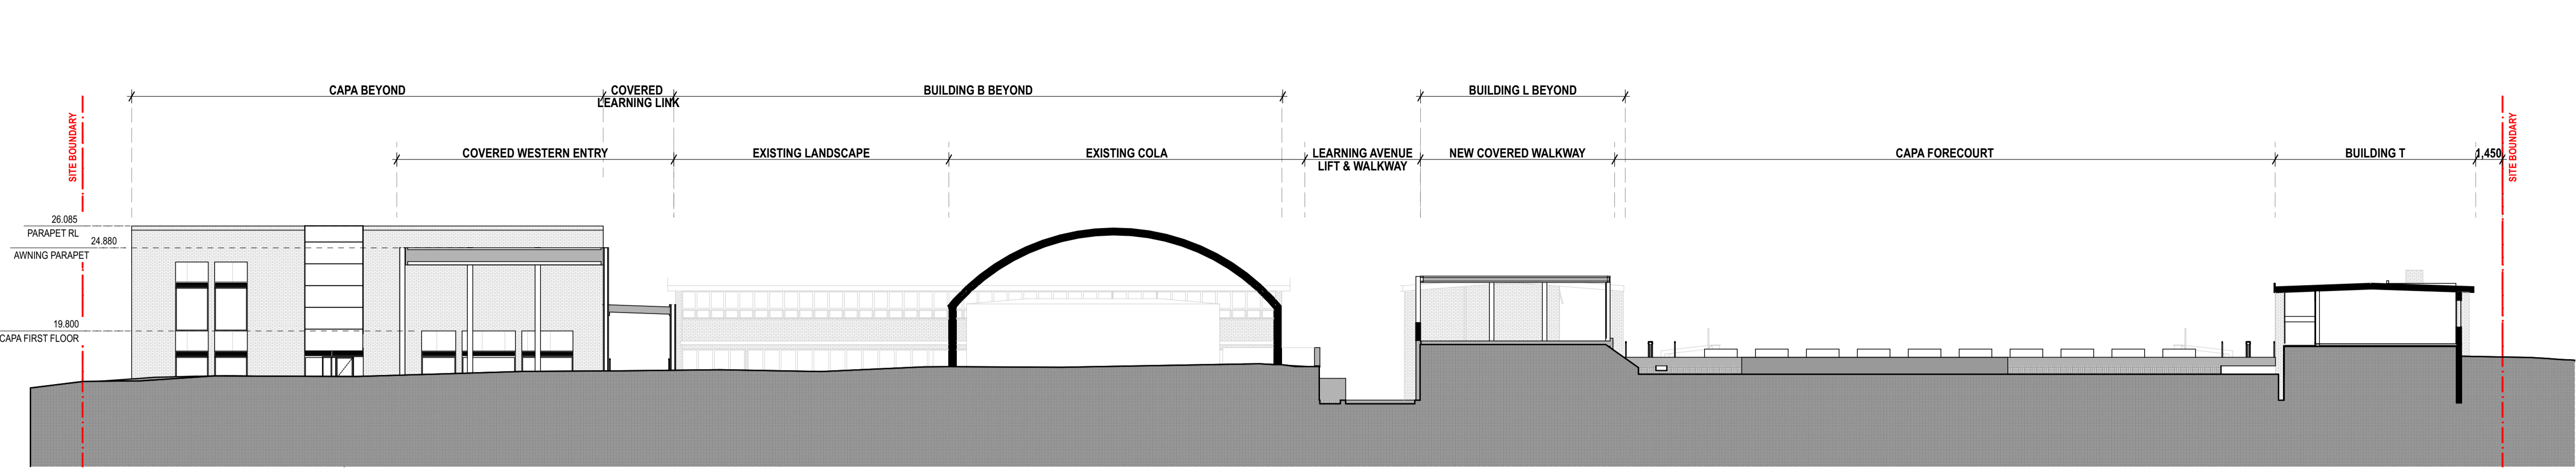 CAPA BEYOND
COVERED
LEARNING LINK
BUILDING B BEYOND
BUILDING L BEYOND
SITE BOUNDARY
COVERED WESTERN ENTRY
EXISTING LANDSCAPE
EXISTING COLA
LEARNING AVENUE
LIFT & WALKWAY
NEW COVERED WALKWAY
CAPA FORECOURT
BUILDING T
1,450
SITE BOUNDARY
26.085
PARAPET RL
24.880
AWNING PARAPET
19.800
CAPA FIRST FLOOR